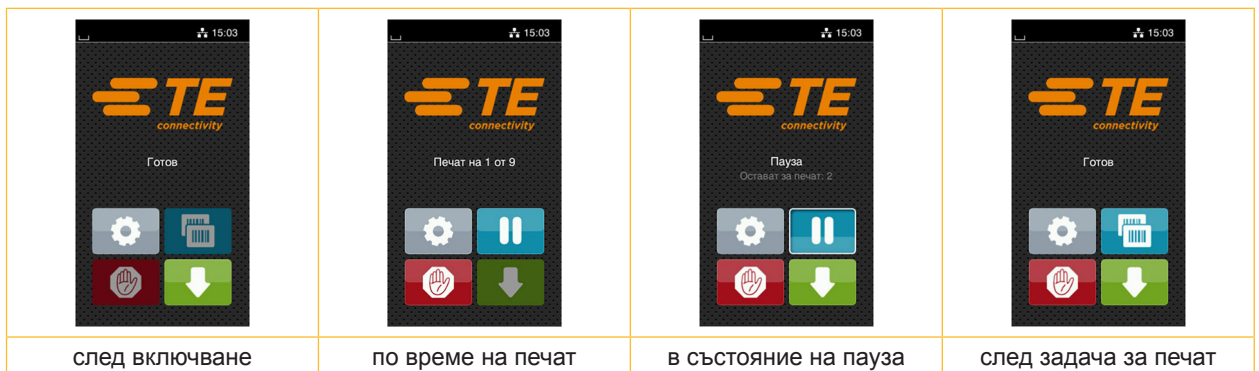 15:03
TE
connectivity
Готов
след включване
15:03
TE
connectivity
Печат на 1 от 9
по време на печат
15:03
TE
connectivity
Пауза
Остават за печат: 2
в състояние на пауза
15:03
TE
connectivity
Готов
след задача за печат